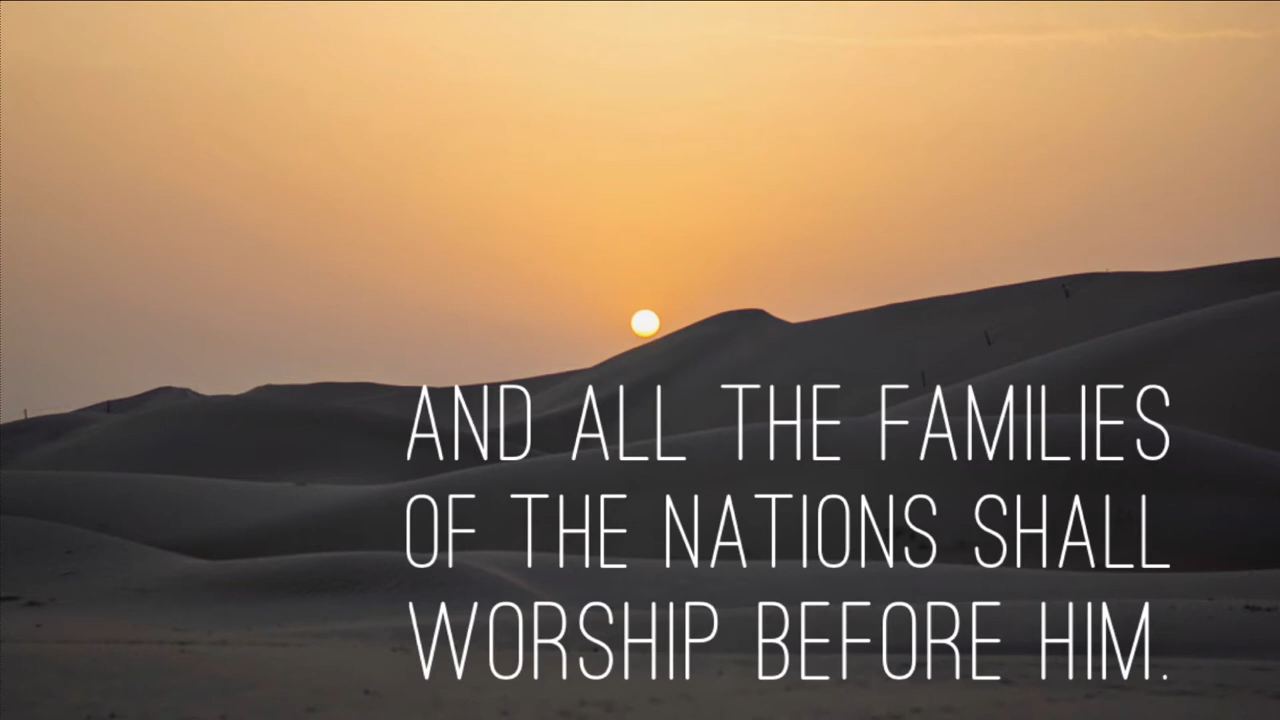 AND ALL THE FAMILIES
OF THE NATIONS SHALL
WORSHIP BEFORE HIM.